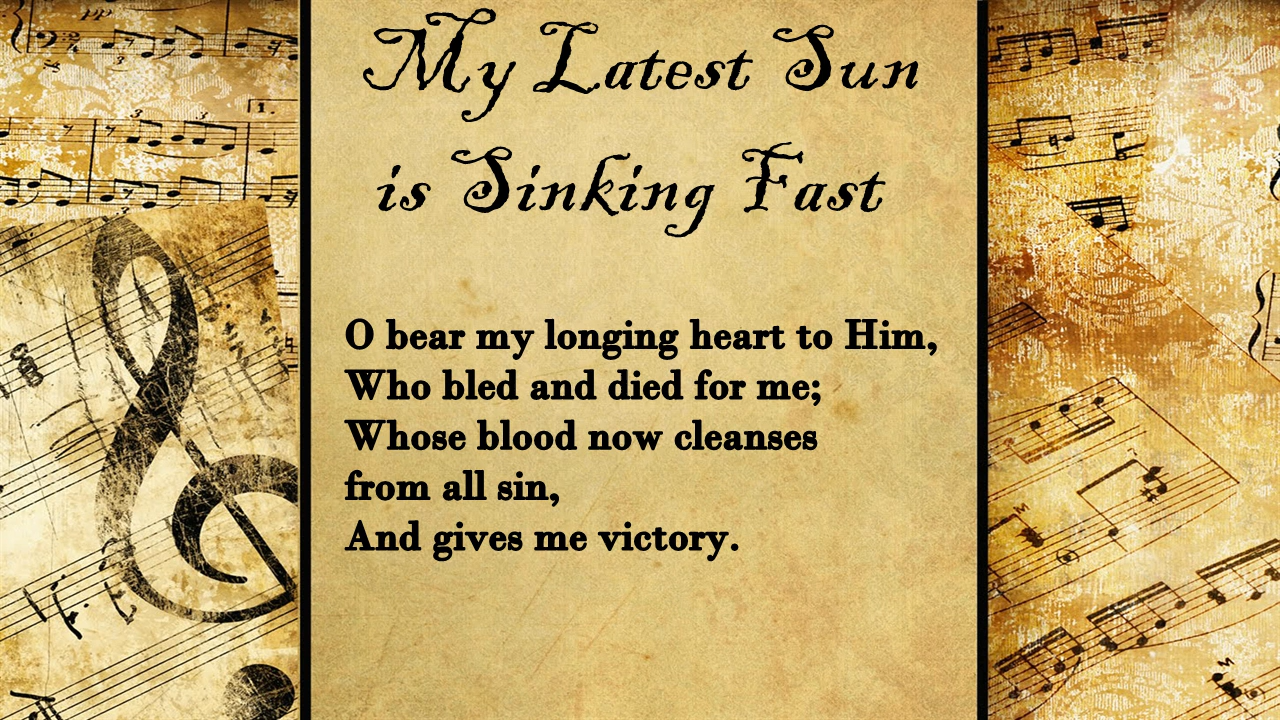 My Latest Sun
is Sinking Fast
O bear my longing heart to Him,
Who bled and died for me;
Whose blood now cleanses
from all sin,
And gives me victory.